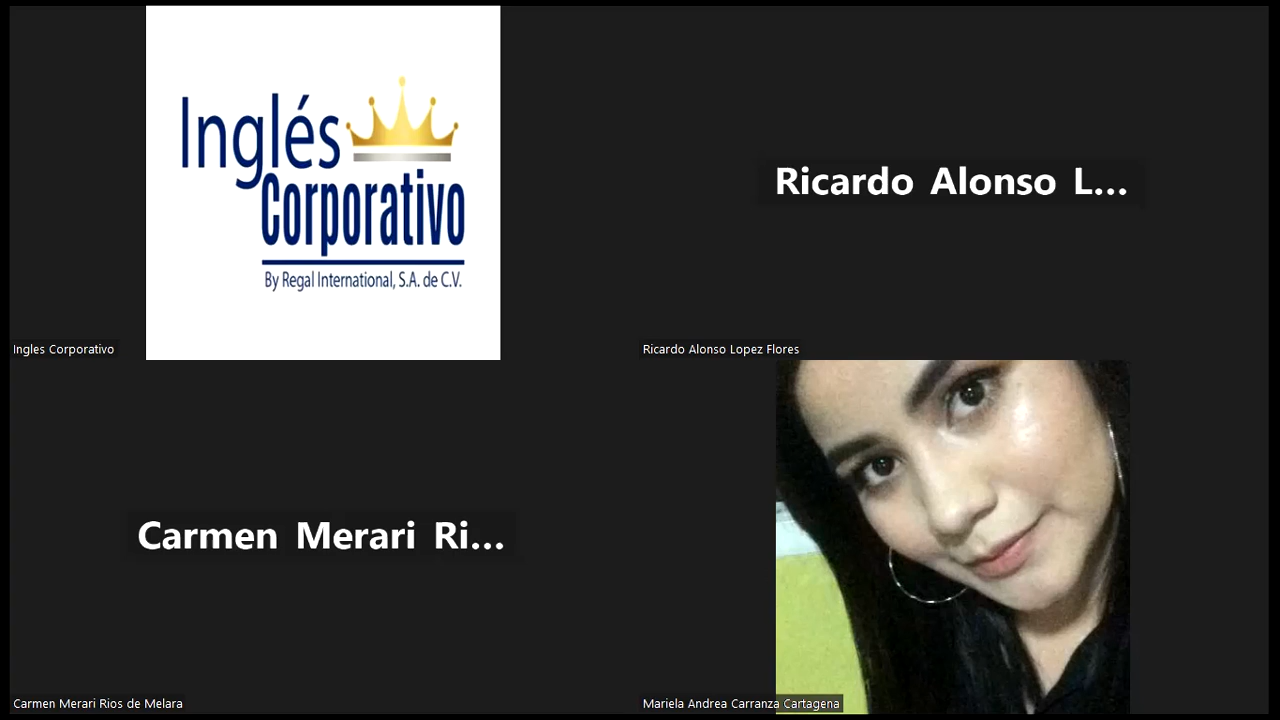 Inglés
Corporativo
By Regal International, S.A. de C.V.
Ingles Corporativo
Ricardo Alonso L...
Ricardo Alonso Lopez Flores
Carmen Merari Ri...
Carmen Merari Rios de Melara
Mariela Andrea Carranza Cartagena